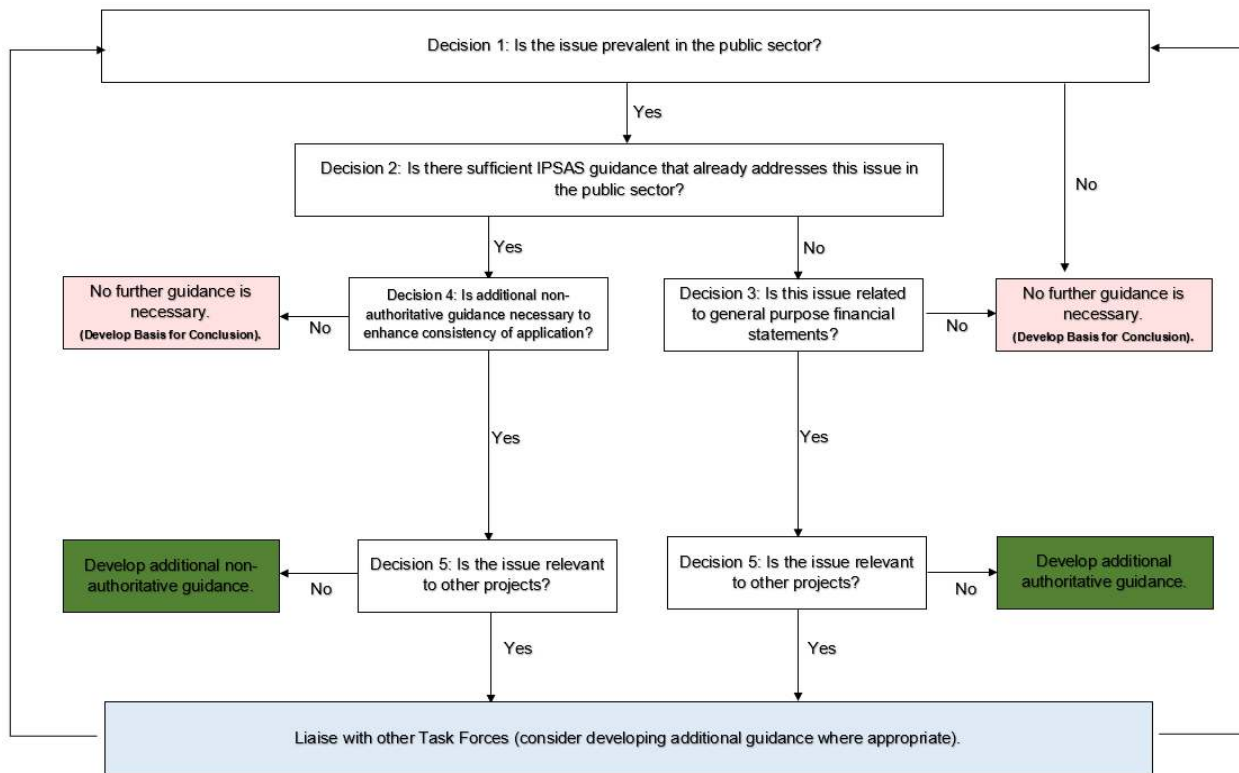 Decision 1: Is the issue prevalent in the public sector?
Yes
Decision 2: Is there sufficient IPSAS guidance that already addresses this issue in
the public sector?
No
Yes
No
No further guidance is
necessary.
(Develop Basis for Conclusion).
No
Decision 4: Is additional non-
authoritative guidance necessary to
enhance consistency of application?
Decision 3: Is this issue related
to general purpose financial
statements?
No
No further guidance is
necessary.
(Develop Basis for Conclusion).
Yes
Yes
Develop additional non-
authoritative guidance.
No
Decision 5: Is the issue relevant
to other projects?
Decision 5: Is the issue relevant
to other projects?
No
Develop additional
authoritative guidance.
Yes
Yes
Liaise with other Task Forces (consider developing additional guidance where appropriate).